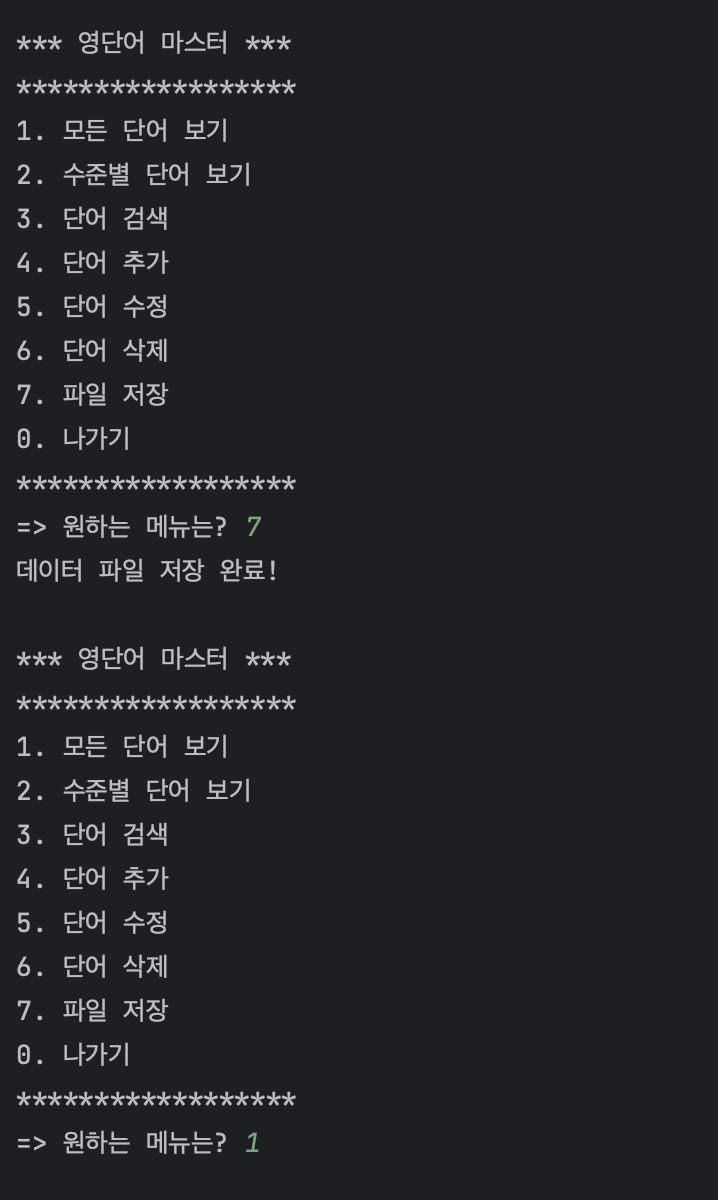 *** 영단어 마스터 ***
******************
1. 모든 단어 보기
2. 수준별 단어 보기
3. 단어 검색
4. 단어 추가
5. 단어 수정
6. 단어 삭제
7. 파일 저장
0. 나가기
******************
=> 원하는 메뉴는? 7
데이터 파일 저장 완료!
*** 영단어 마스터 ***
******************
1. 모든 단어 보기
2. 수준별 단어 보기
3. 단어 검색
4. 단어 추가
5. 단어 수정
6. 단어 삭제
7. 파일 저장
0. 나가기
******************
=> 원하는 메뉴는? 1